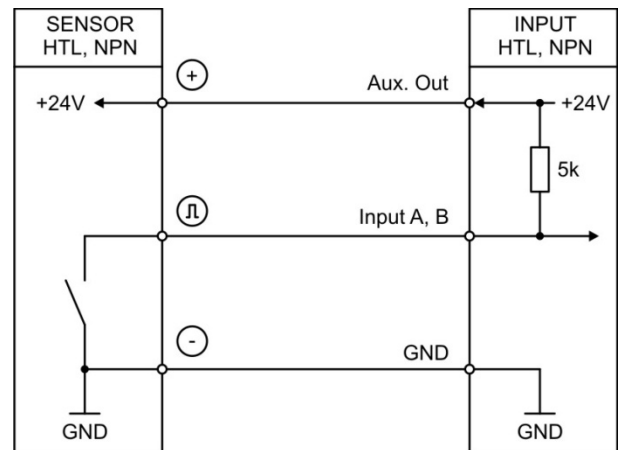 SENSOR
HTL, NPN
INPUT
HTL, NPN
+
Aux. Out
+24V
+24V
5k
Input A, B
-
GND
GND
GND